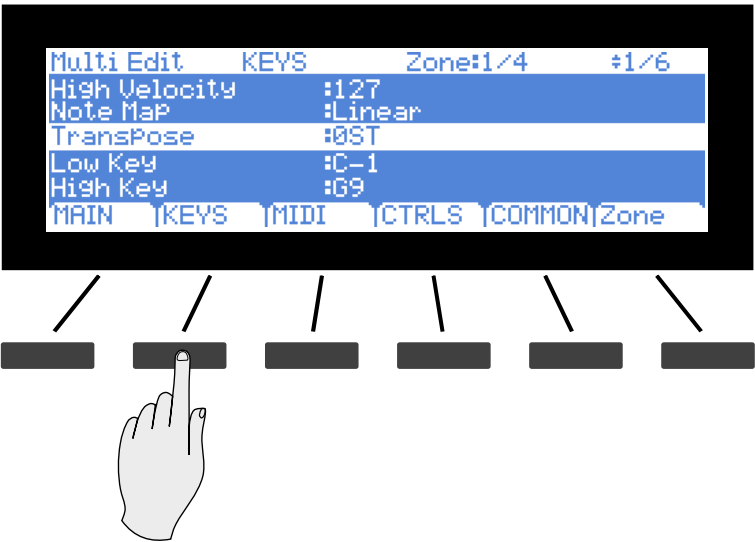 Multi Edit KEYS Zone:1/4 ÷1/6
High Velocity :127
Note Map :Linear
Transpose :0ST
Low Key :C-1
High Key :G9
MAIN KEYS MIDI CTRLS COMMON Zone